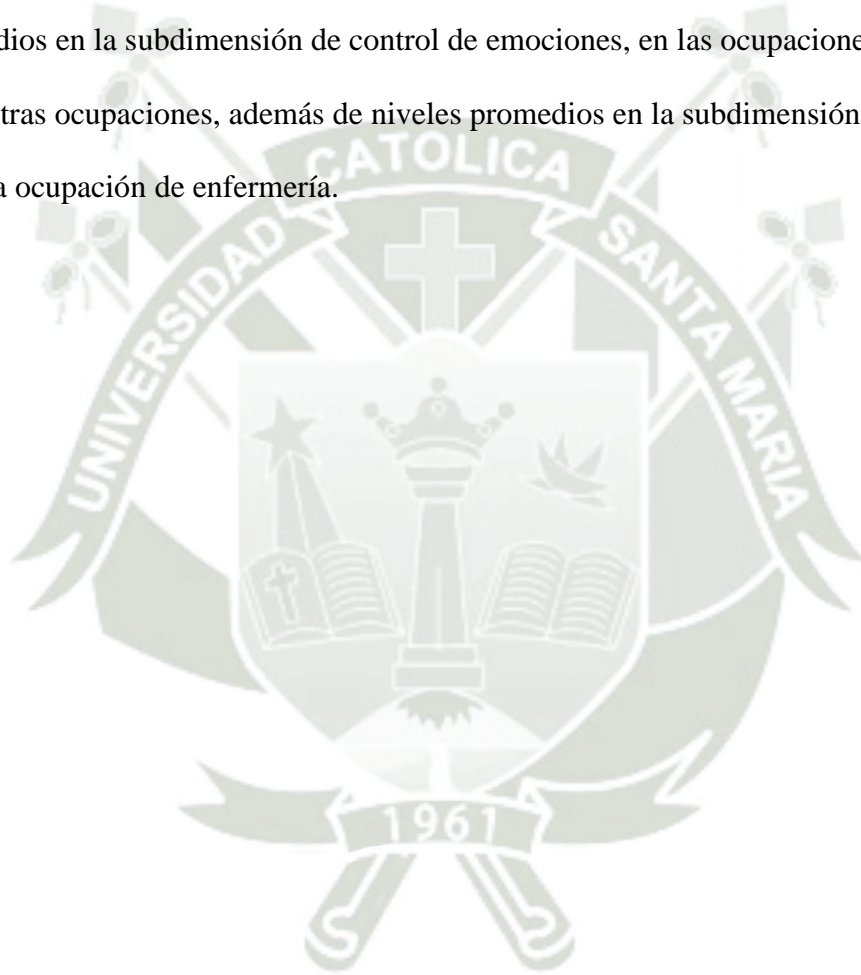 dios en la subdimensión de control de emociones, en las ocupacione
tras ocupaciones, además de niveles promedios en la subdimensión
a ocupación de enfermería.
UNIVERSIDAD CATOLICA SANTA MARIA
1961